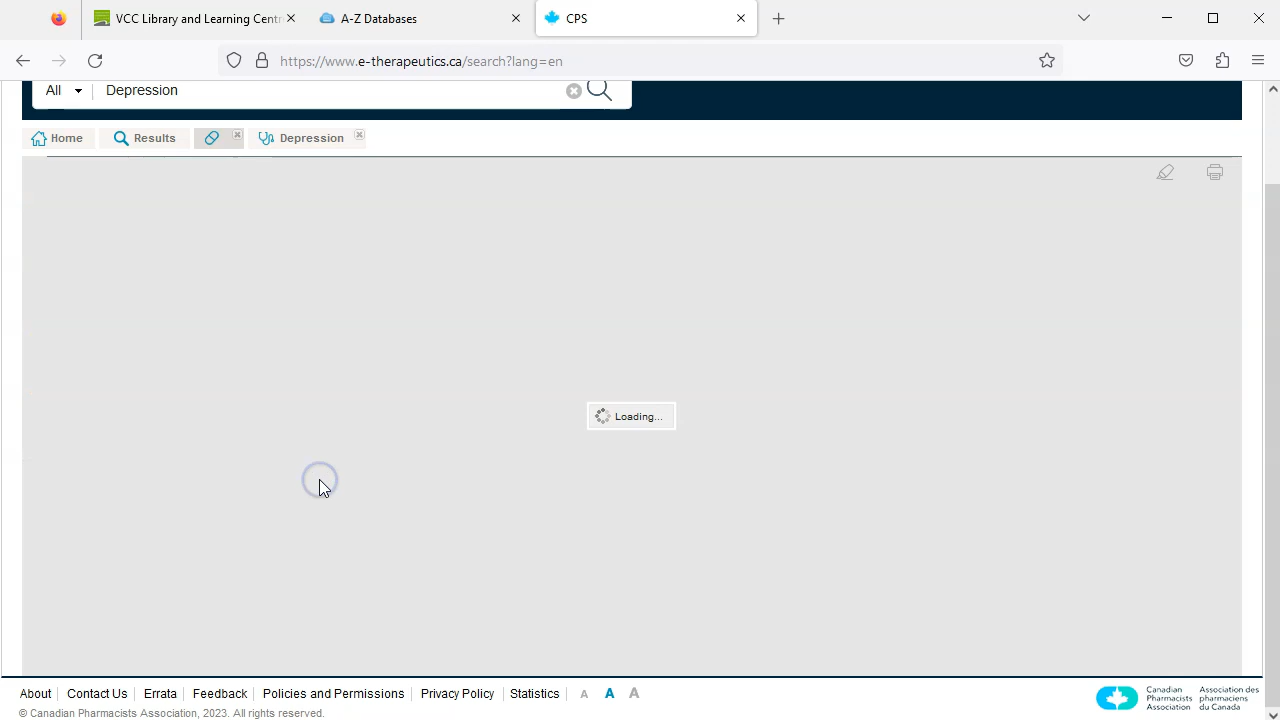 VCC Library and Learning Centr
A-Z Databases
CPS
https://www.e-therapeutics.ca/search?lang=en
All
Depression
Home
Results
Depression
Loading...
About
Contact Us
Errata
Feedback
Policies and Permissions
Privacy Policy
Statistics
A
A
A
© Canadian Pharmacists Association, 2023. All rights reserved.
Canadian
Pharmacists
Association
Association des
pharmaciens
du Canada